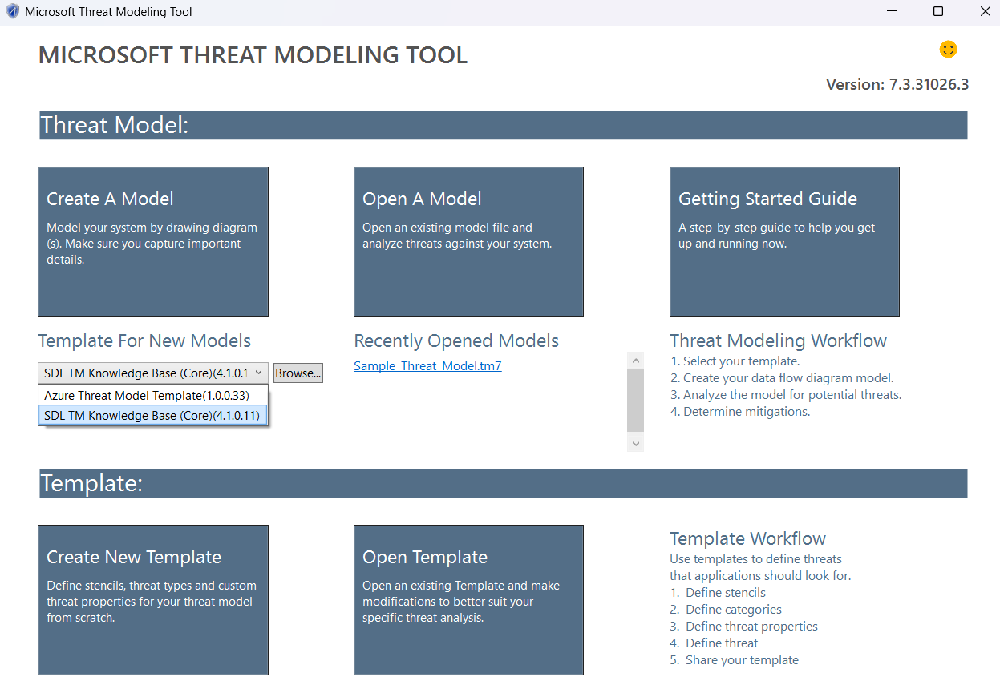 Microsoft Threat Modeling Tool
MICROSOFT THREAT MODELING TOOL
Version: 7.3.31026.3
Threat Model:
Create A Model
Model your system by drawing diagram
(s). Make sure you capture important
details.
Open A Model
Open an existing model file and
analyze threats against your system.
Getting Started Guide
A step-by-step guide to help you get
up and running now.
Template For New Models
SDL TM Knowledge Base (Core)(4.1.0.1
Browse...
Azure Threat Model Template(1.0.0.33)
SDL TM Knowledge Base (Core)(4.1.0.11)
Recently Opened Models
Sample_Threat_Model.tm7
Threat Modeling Workflow
1. Select your template.
2. Create your data flow diagram model.
3. Analyze the model for potential threats.
4. Determine mitigations.
Template:
Create New Template
Define stencils, threat types and custom
threat properties for your threat model
from scratch.
Open Template
Open an existing Template and make
modifications to better suit your
specific threat analysis.
Template Workflow
Use templates to define threats
that applications should look for.
1. Define stencils
2. Define categories
3. Define threat properties
4. Define threat
5. Share your template